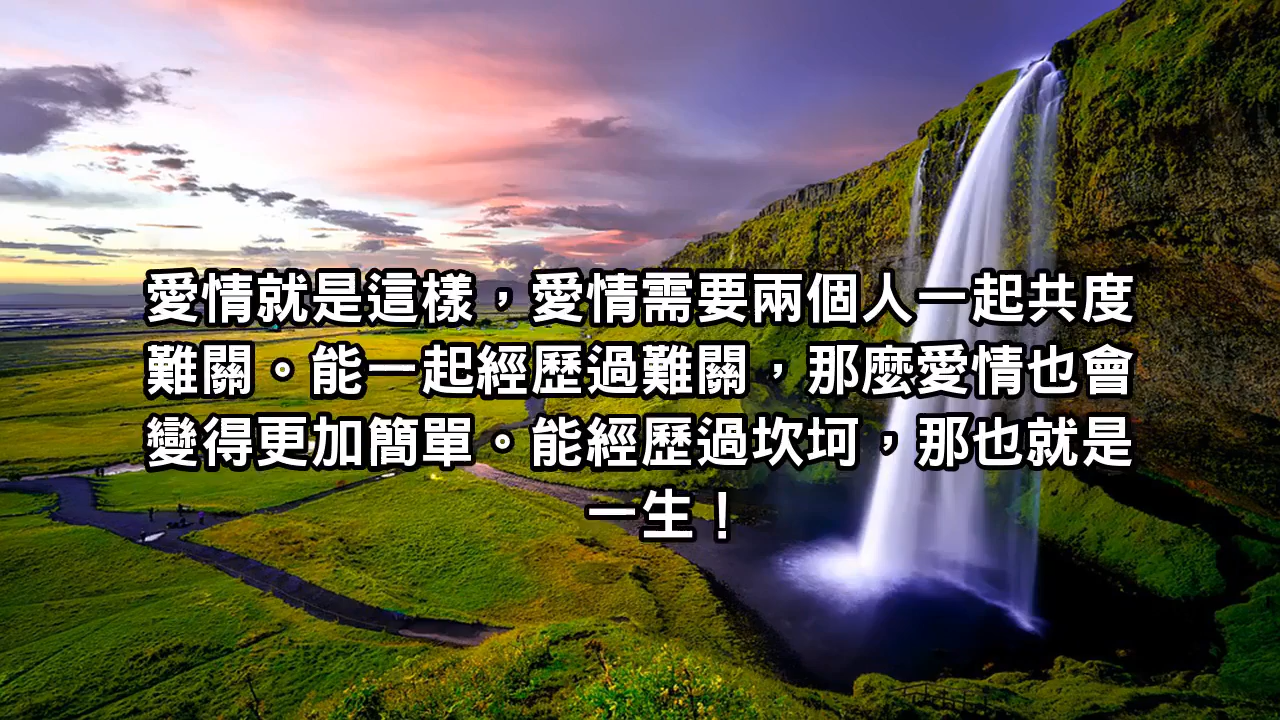 愛情就是這樣，愛情需要兩個人一起共度
難關。能一起經歷過難關，那麼愛情也會
變得更加簡單。能經歷過坎坷，那也就是
一生！